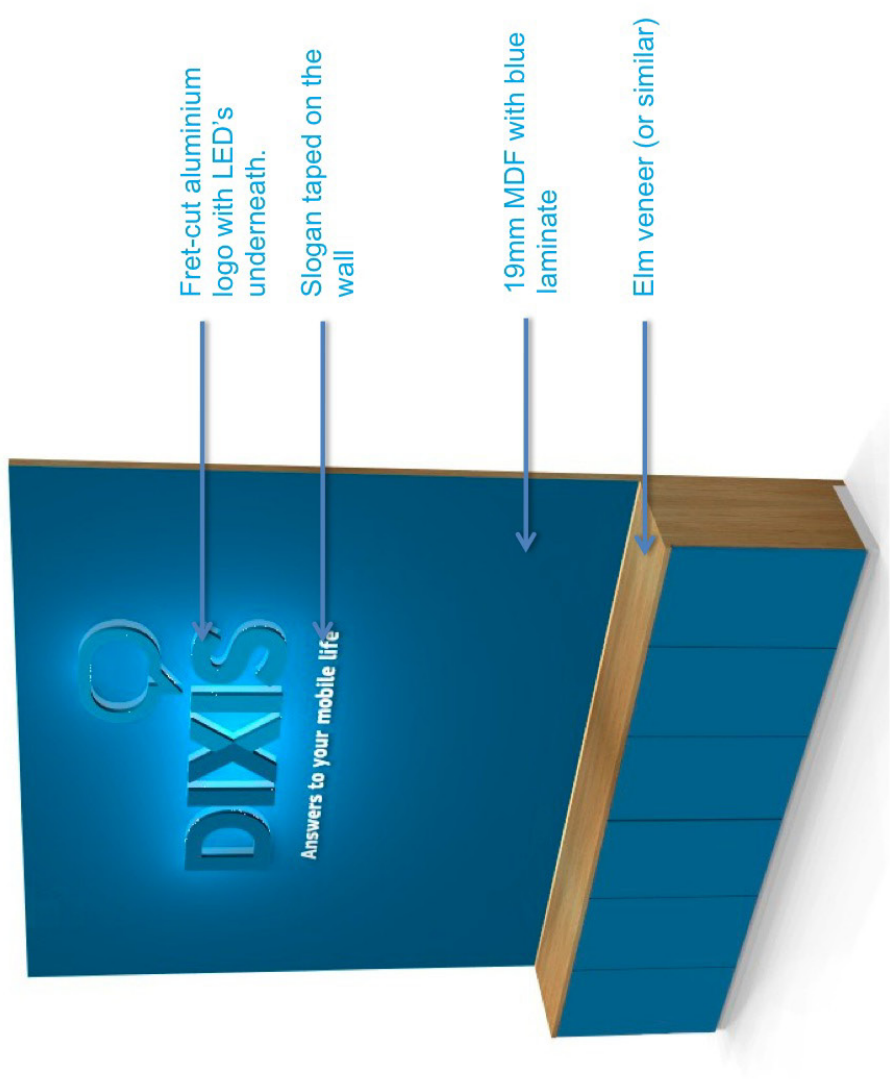 DIXIS
Answers to your mobile life
Fret-cut aluminium
logo with LED's
underneath.
Slogan taped on the
wall
19mm MDF with blue
laminate
Elm veneer (or similar)